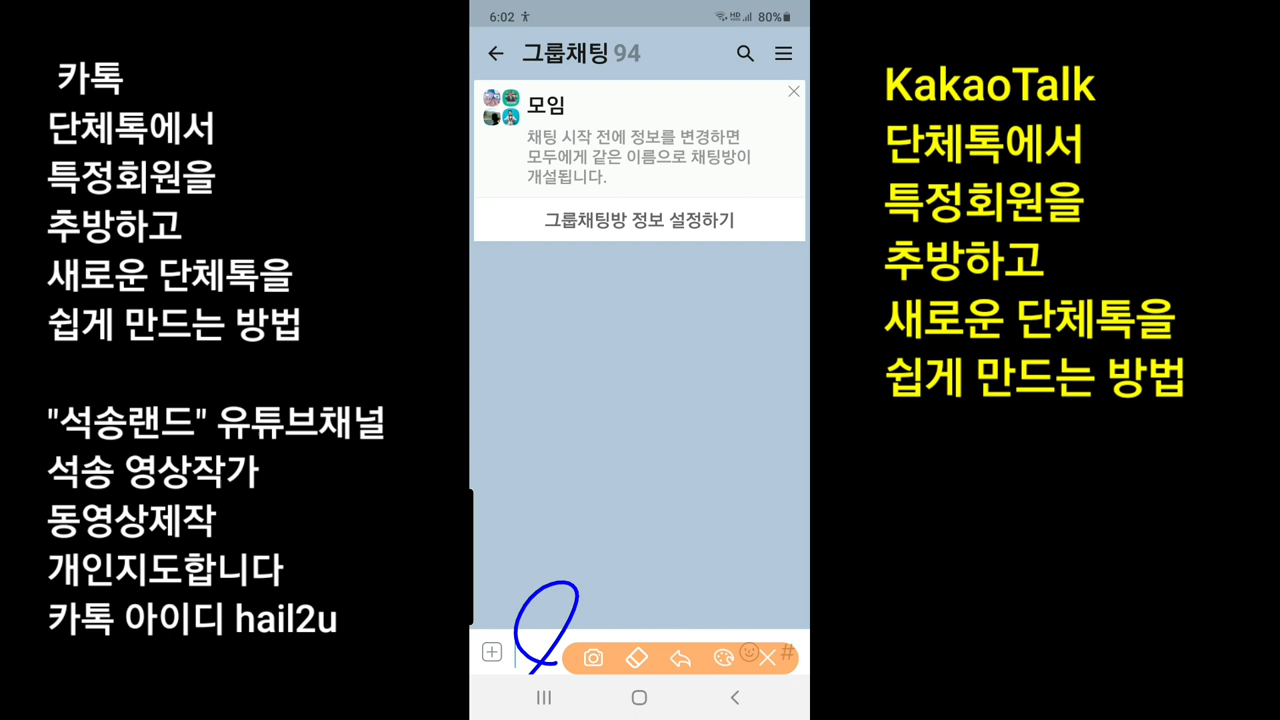 카톡
단체톡에서
특정회원을
추방하고
새로운 단체톡을
쉽게 만드는 방법
"석송랜드" 유튜브채널
석송 영상작가
동영상제작
개인지도합니다
카톡 아이디 hail2u
6:02
HD
80%
그룹채팅 94
모임
채팅 시작 전에 정보를 변경하면
모두에게 같은 이름으로 채팅방이
개설됩니다.
그룹채팅방 정보 설정하기
#
KakaoTalk
단체톡에서
특정회원을
추방하고
새로운 단체톡을
쉽게 만드는 방법